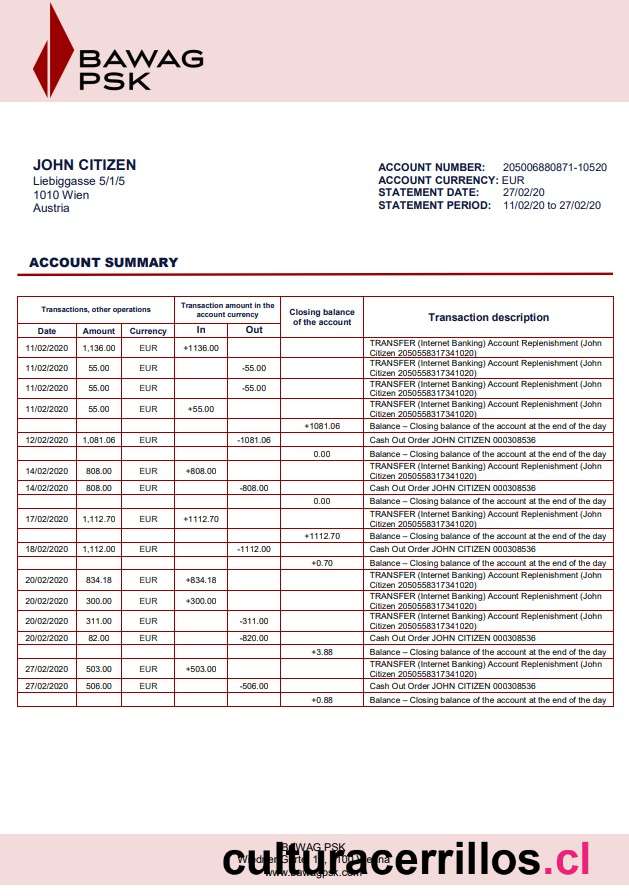 BAWAG
PSK
JOHN CITIZEN
Liebiggasse 5/1/5
1010 Wien
Austria
ACCOUNT NUMBER: 205006880871-10520
ACCOUNT CURRENCY: EUR
STATEMENT DATE: 27/02/20
STATEMENT PERIOD: 11/02/20 to 27/02/20
ACCOUNT SUMMARY
Transactions, other operations
Transaction amount in the
account currency
Closing balance
of the account
Transaction description
Date Amount Currency In Out
11/02/2020 1,136.00 EUR +1136.00 TRANSFER (Internet Banking) Account Replenishment (John
Citizen 2050558317341020)
11/02/2020 55.00 EUR -55.00 TRANSFER (Internet Banking) Account Replenishment (John
Citizen 2050558317341020)
11/02/2020 55.00 EUR -55.00 TRANSFER (Internet Banking) Account Replenishment (John
Citizen 2050558317341020)
11/02/2020 55.00 EUR +55.00 TRANSFER (Internet Banking) Account Replenishment (John
Citizen 2050558317341020)
+1081.06 Balance – Closing balance of the account at the end of the day
12/02/2020 1,081.06 EUR -1081.06 Cash Out Order JOHN CITIZEN 000308536
0.00 Balance – Closing balance of the account at the end of the day
14/02/2020 808.00 EUR +808.00 TRANSFER (Internet Banking) Account Replenishment (John
Citizen 2050558317341020)
14/02/2020 808.00 EUR -808.00 Cash Out Order JOHN CITIZEN 000308536
0.00 Balance – Closing balance of the account at the end of the day
17/02/2020 1,112.70 EUR +1112.70 TRANSFER (Internet Banking) Account Replenishment (John
Citizen 2050558317341020)
+1112.70 Balance – Closing balance of the account at the end of the day
18/02/2020 1,112.00 EUR -1112.00 Cash Out Order JOHN CITIZEN 000308536
+0.70 Balance – Closing balance of the account at the end of the day
20/02/2020 834.18 EUR +834.18 TRANSFER (Internet Banking) Account Replenishment (John
Citizen 2050558317341020)
20/02/2020 300.00 EUR +300.00 TRANSFER (Internet Banking) Account Replenishment (John
Citizen 2050558317341020)
20/02/2020 311.00 EUR -311.00 TRANSFER (Internet Banking) Account Replenishment (John
Citizen 2050558317341020)
20/02/2020 82.00 EUR -820.00 Cash Out Order JOHN CITIZEN 000308536
+3.88 Balance – Closing balance of the account at the end of the day
27/02/2020 503.00 EUR +503.00 TRANSFER (Internet Banking) Account Replenishment (John
Citizen 2050558317341020)
27/02/2020 506.00 EUR -506.00 Cash Out Order JOHN CITIZEN 000308536
+0.88 Balance – Closing balance of the account at the end of the day
BAWAG PSK
www.bawagpsk.com
culturacerrillos.cl